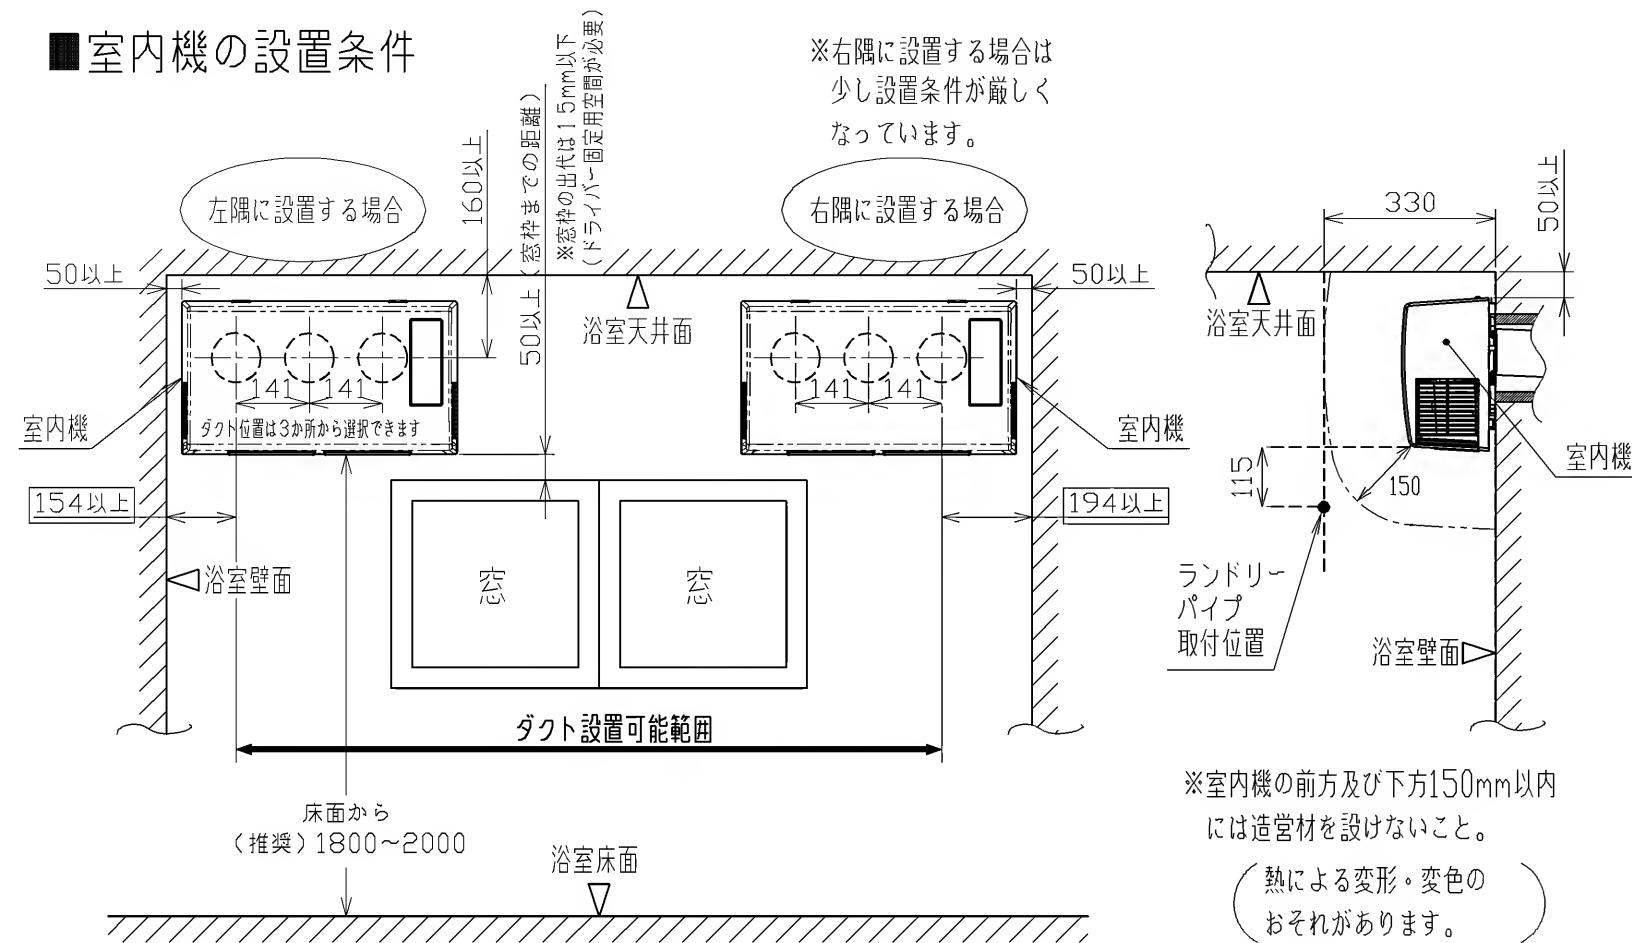 ■室内機の設置条件
※右隅に設置する場合は
少し設置条件が厳しく
なっています。
左隅に設置する場合
160以上
50以上(窓枠までの距離)
※窓枠の出代は15mm以下
(ドライバー固定用空間が必要)
右隅に設置する場合
330
50以上
50以上
50以上
浴室天井面
浴室天井面
141
141
141
141
ダクト位置は3か所から選択できます
室内機
室内機
室内機
115
150
154以上
194以上
浴室壁面
窓
窓
ランドリー
パイプ
取付位置
浴室壁面
ダクト設置可能範囲
床面から
(推奨)1800~2000
浴室床面
※室内機の前方及び下方150mm以内
には造営材を設けないこと。
(熱による変形・変色の
おそれがあります。)